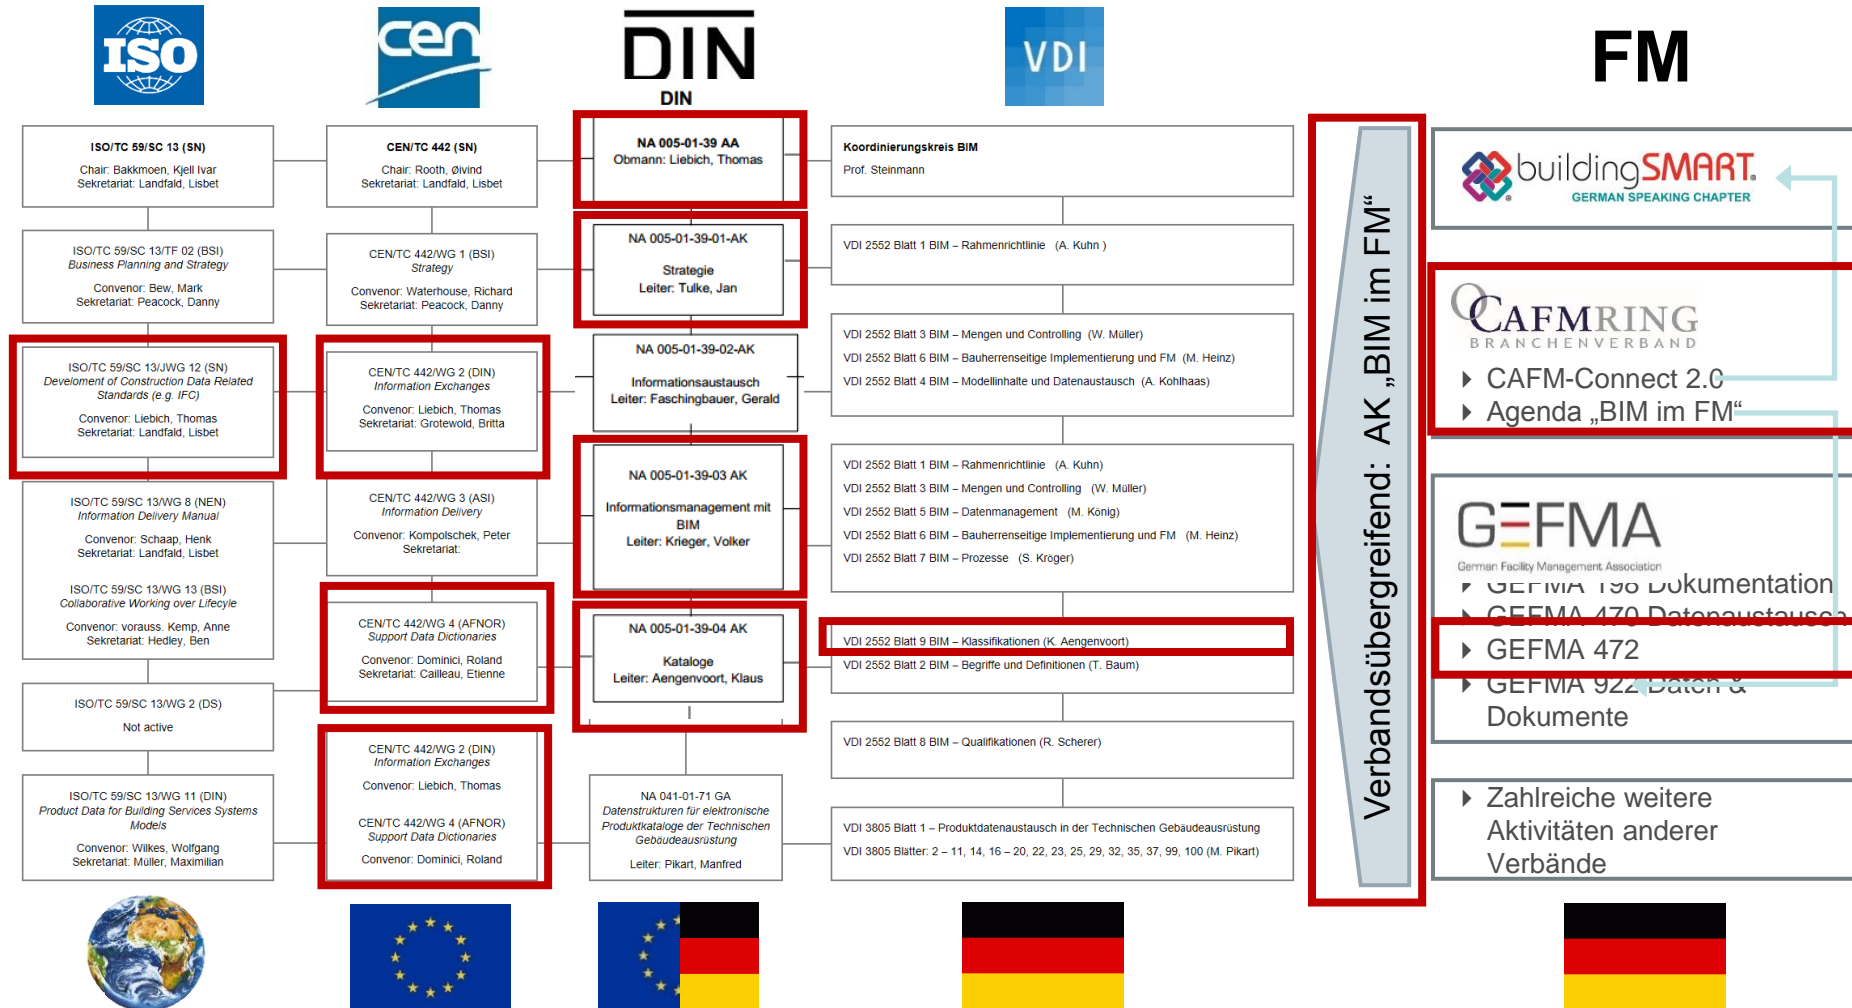 ISO
cen
DIN
DIN
VDI
FM
ISO/TC 59/SC 13 (SN)
Chair: Bakkmoen, Kjell Ivar
Sekretariat: Landfald, Lisbet
ISO/TC 59/SC 13/TF 02 (BSI)
Business Planning and Strategy
Convenor: Bew, Mark
Sekretariat: Peacock, Danny
ISO/TC 59/SC 13/JWG 12 (SN)
Develoment of Construction Data Related
Standards (e.g. IFC)
Convenor: Liebich, Thomas
Sekretariat: Landfald, Lisbet
ISO/TC 59/SC 13/WG 8 (NEN)
Information Delivery Manual
Convenor: Schaap, Henk
Sekretariat: Landfald, Lisbet
ISO/TC 59/SC 13/WG 13 (BSI)
Collaborative Working over Lifecyle
Convenor: vorauss. Kemp, Anne
Sekretariat: Hedley, Ben
ISO/TC 59/SC 13/WG 2 (DS)
Not active
ISO/TC 59/SC 13/WG 11 (DIN)
Product Data for Building Services Systems
Models
Convenor: Wilkes, Wolfgang
Sekretariat: Müller, Maximilian
CEN/TC 442 (SN)
Chair: Rooth, Øivind
Sekretariat: Landfald, Lisbet
CEN/TC 442/WG 1 (BSI)
Strategy
Convenor: Waterhouse, Richard
Sekretariat: Peacock, Danny
CEN/TC 442/WG 2 (DIN)
Information Exchanges
Convenor: Liebich, Thomas
Sekretariat: Grotewold, Britta
CEN/TC 442/WG 3 (ASI)
Information Delivery
Convenor: Kompolschek, Peter
Sekretariat:
CEN/TC 442/WG 4 (AFNOR)
Support Data Dictionaries
Convenor: Dominici, Roland
Sekretariat: Cailleau, Etienne
CEN/TC 442/WG 2 (DIN)
Information Exchanges
Convenor: Liebich, Thomas
CEN/TC 442/WG 4 (AFNOR)
Support Data Dictionaries
Convenor: Dominici, Roland
NA 005-01-39 AA
Obmann: Liebich, Thomas
NA 005-01-39-01-AK
Strategie
Leiter: Tulke, Jan
NA 005-01-39-02-AK
Informationsaustausch
Leiter: Faschingbauer, Gerald
NA 005-01-39-03 AK
Informationsmanagement mit
BIM
Leiter: Krieger, Volker
NA 005-01-39-04 AK
Kataloge
Leiter: Aengenvoort, Klaus
NA 041-01-71 GA
Datenstrukturen für elektronische
Produktkataloge der Technischen
Gebäudeausrüstung
Leiter: Pikart, Manfred
Koordinierungskreis BIM
Prof. Steinmann
VDI 2552 Blatt 1 BIM – Rahmenrichtlinie (A. Kuhn )
VDI 2552 Blatt 3 BIM – Mengen und Controlling (W. Müller)
VDI 2552 Blatt 6 BIM – Bauherrenseitige Implementierung und FM (M. Heinz)
VDI 2552 Blatt 4 BIM – Modellinhalte und Datenaustausch (A. Kohlhaas)
VDI 2552 Blatt 1 BIM – Rahmenrichtlinie (A. Kuhn)
VDI 2552 Blatt 3 BIM – Mengen und Controlling (W. Müller)
VDI 2552 Blatt 5 BIM – Datenmanagement (M. König)
VDI 2552 Blatt 6 BIM – Bauherrenseitige Implementierung und FM (M. Heinz)
VDI 2552 Blatt 7 BIM – Prozesse (S. Kröger)
VDI 2552 Blatt 9 BIM – Klassifikationen (K. Aengenvoort)
VDI 2552 Blatt 2 BIM – Begriffe und Definitionen (T. Baum)
VDI 2552 Blatt 8 BIM – Qualifikationen (R. Scherer)
VDI 3805 Blatt 1 – Produktdatenaustausch in der Technischen Gebäudeausrüstung
VDI 3805 Blätter: 2 – 11, 14, 16 – 20, 22, 23, 25, 29, 32, 35, 37, 99, 100 (M. Pikart)
Verbandsübergreifend: AK „BIM im FM“
buildingSMART®
GERMAN SPEAKING CHAPTER
CAFMRING
BRANCHENVERBAND
CAFM-Connect 2.0
Agenda „BIM im FM“
GEFMA
German Facility Management Association
GEFMA 198 Dokumentation
GEFMA 470 Datenaustausch
GEFMA 472
GEFMA 922 Daten &
Dokumente
Zahlreiche weitere
Aktivitäten anderer
Verbände